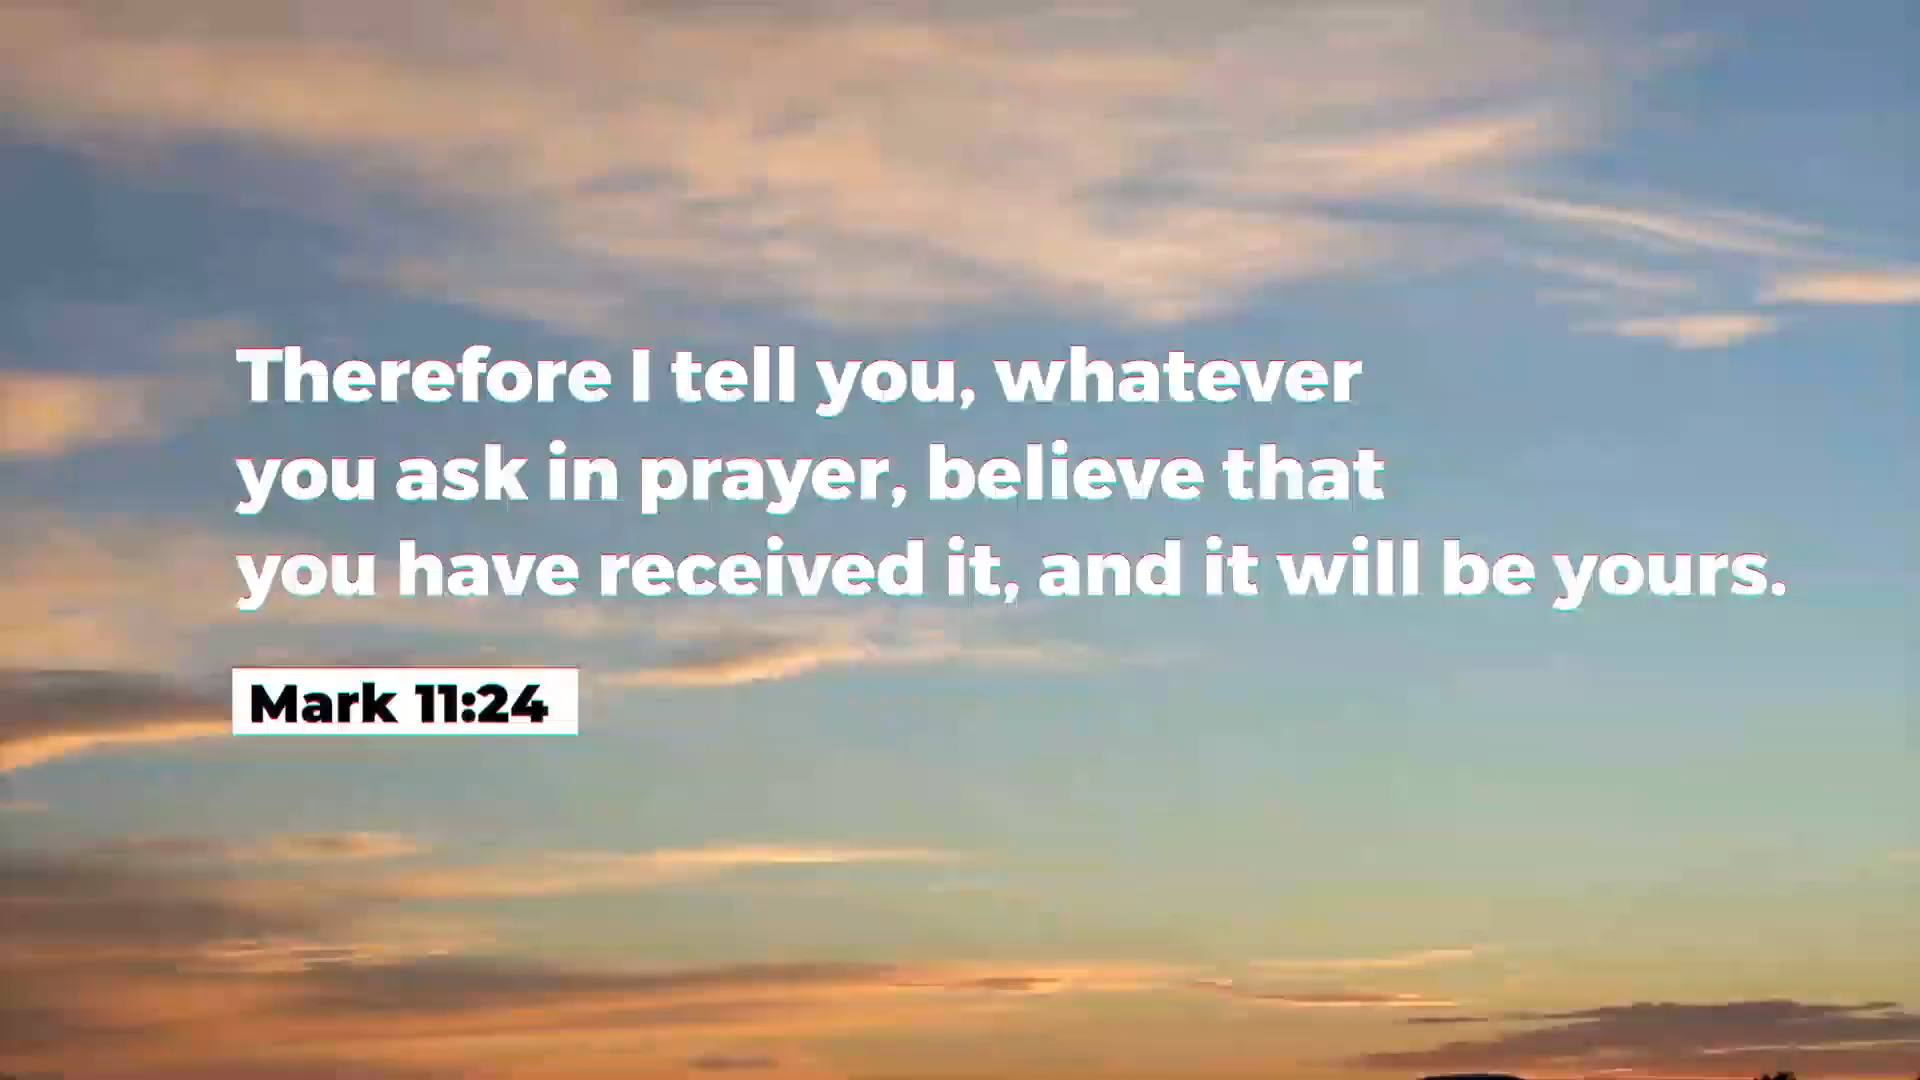 Therefore I tell you, whatever
you ask in prayer, believe that
you have received it, and it will be yours.
Mark 11:24